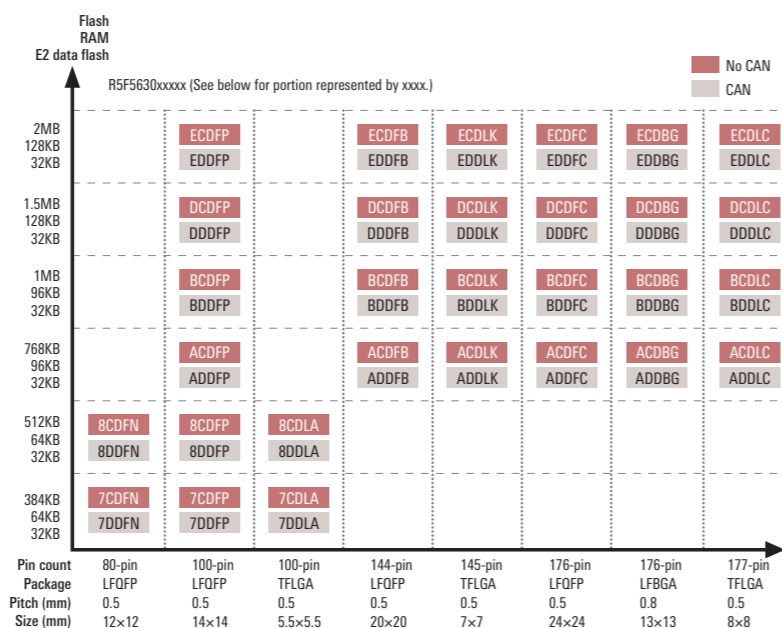 Flash
RAM
E2 data flash
R5F5630xxxxx (See below for portion represented by xxxx.)
No CAN
CAN
2MB
128KB
32KB
ECDFP ECDFB ECDLK ECDFC ECDBG ECDLC
EDDFP EDDFB EDDLK EDDFC EDDBG EDDLC
1.5MB
128KB
32KB
DCDFP DCDFB DCDLK DCDFC DCDBG DCDLC
DDDFP DDDFB DDDLK DDDFC DDDBG DDDLC
1MB
96KB
32KB
BCDFP BCDFB BCDLK BCDFC BCDBG BCDLC
BDDFP BDDFB BDDLK BDDFC BDDBG BDDLC
768KB
96KB
32KB
ACDFP ACDFB ACDLK ACDFC ACDBG ACDLC
ADDFP ADDFB ADDLK ADDFC ADDBG ADDLC
512KB
64KB
32KB
8CDFN 8CDFP 8CDLA
8DDFN 8DDFP 8DDLA
384KB
64KB
32KB
7CDFN 7CDFP 7CDLA
7DDFN 7DDFP 7DDLA
Pin count 80-pin 100-pin 100-pin 144-pin 145-pin 176-pin 176-pin 177-pin
Package LFQFP LFQFP TFLGA LFQFP TFLGA LFQFP LFBGA TFLGA
Pitch (mm) 0.5 0.5 0.5 0.5 0.5 0.5 0.8 0.5
Size (mm) 12×12 14×14 5.5×5.5 20×20 7×7 24×24 13×13 8×8